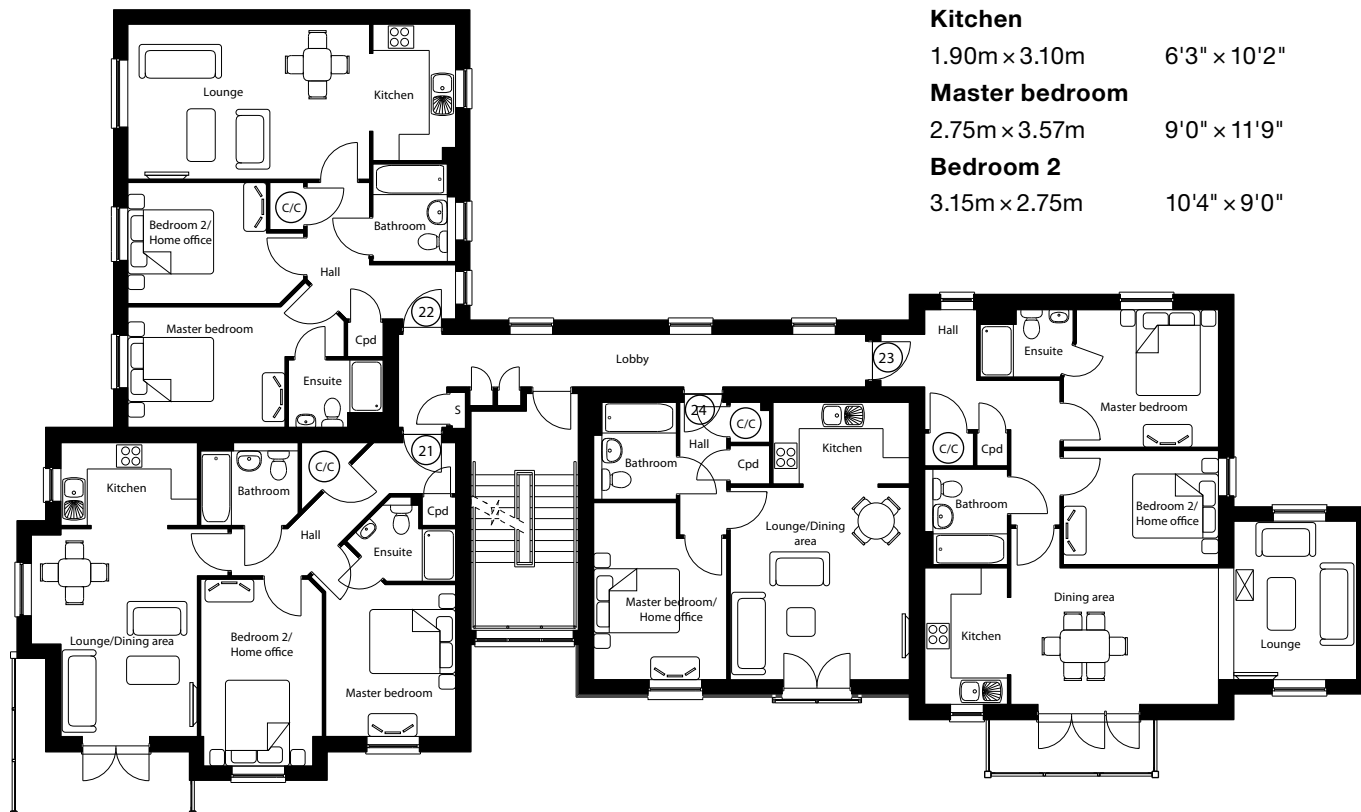 Kitchen
1.90m × 3.10m 6'3" × 10'2"
Master bedroom
2.75m × 3.57m 9'0" × 11'9"
Bedroom 2
3.15m × 2.75m 10'4" × 9'0"
Lounge
Kitchen
C/C
Bedroom 2/
Home office
Bathroom
Hall
22
Master bedroom
Cpd
Ensuite
Lobby
S
21
Kitchen
Bathroom
C/C
Cpd
Hall
Ensuite
Lounge/Dining area
Bedroom 2/
Home office
Master bedroom
24
C/C
Hall
Bathroom
Cpd
Kitchen
Lounge/Dining
area
Master bedroom/
Home office
23
Hall
Ensuite
Master bedroom
C/C
Cpd
Bathroom
Bedroom 2/
Home office
Dining area
Kitchen
Lounge